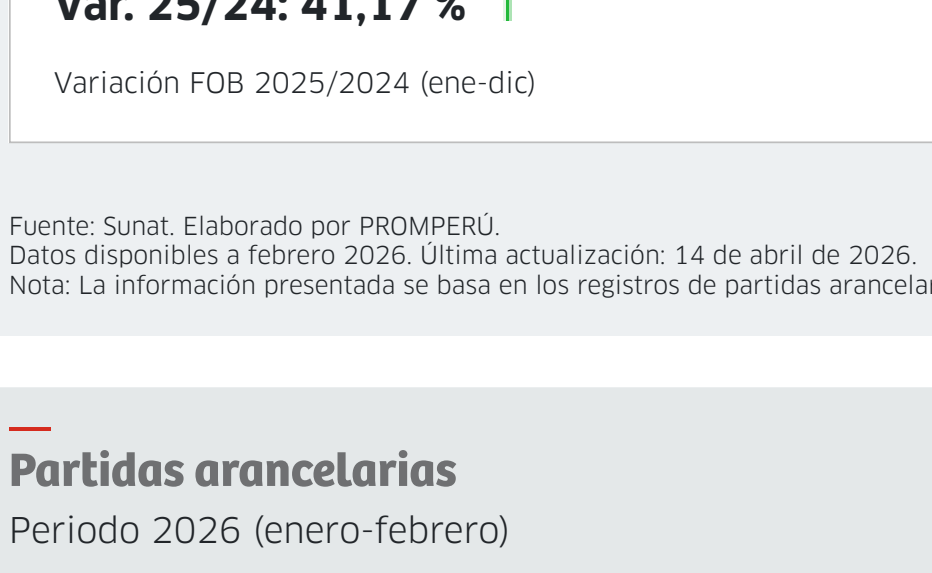 Var. 25/24: 41,17 %
Variación FOB 2025/2024 (ene-dic)
Fuente: Sunat. Elaborado por PROMPERÚ.
Datos disponibles a febrero 2026. Última actualización: 14 de abril de 2026.
Nota: La información presentada se basa en los registros de partidas
Partidas arancelarias
Periodo 2026 (enero-febrero)